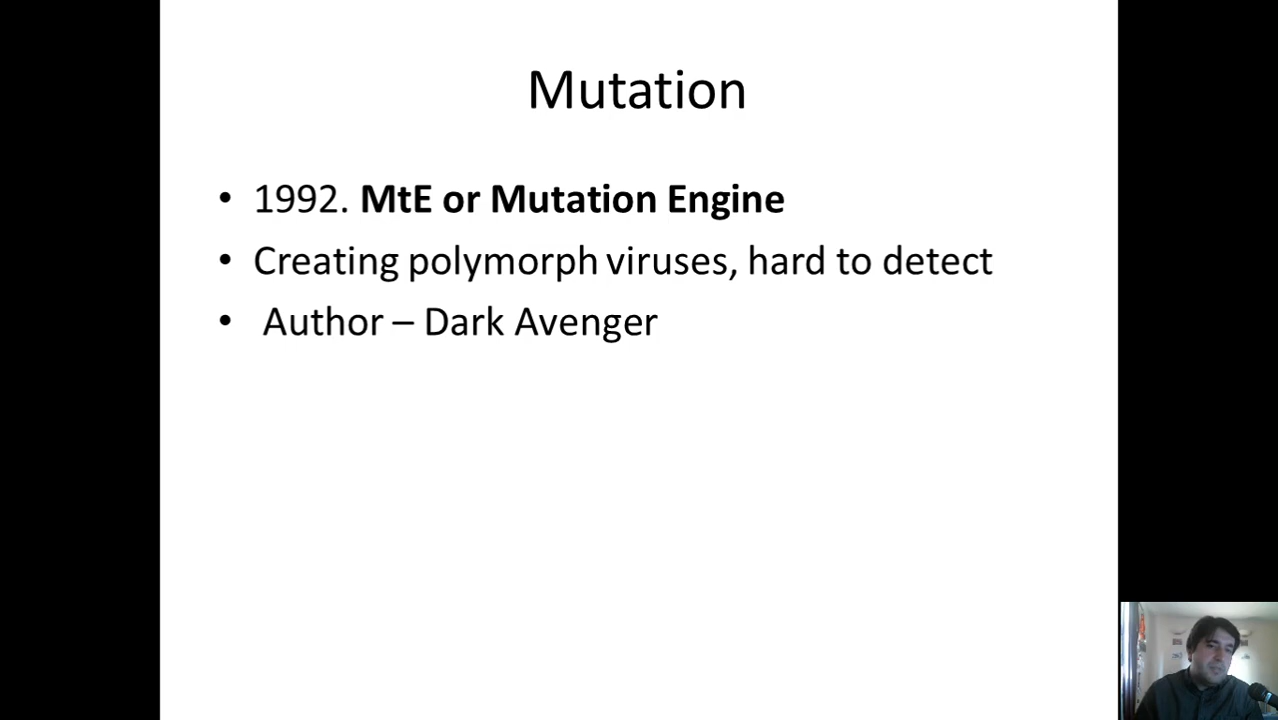 Mutation
• 1992. MtE or Mutation Engine
• Creating polymorph viruses, hard to detect
• Author – Dark Avenger